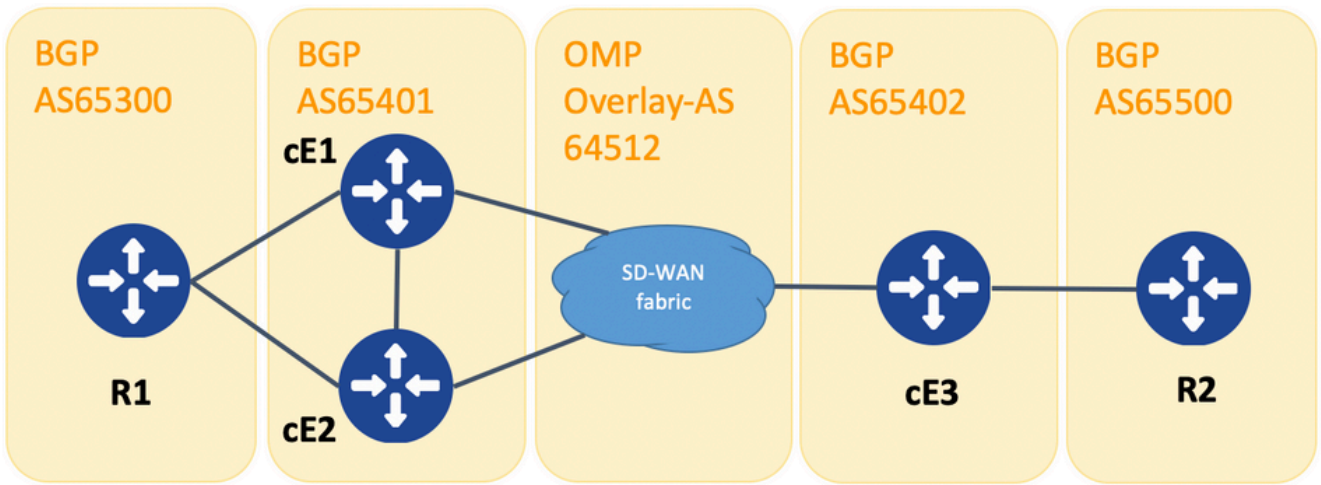 BGP
AS65300
R1
BGP
AS65401
cE1
cE2
OMP
Overlay-AS
64512
SD-WAN
fabric
BGP
AS65402
cE3
BGP
AS65500
R2